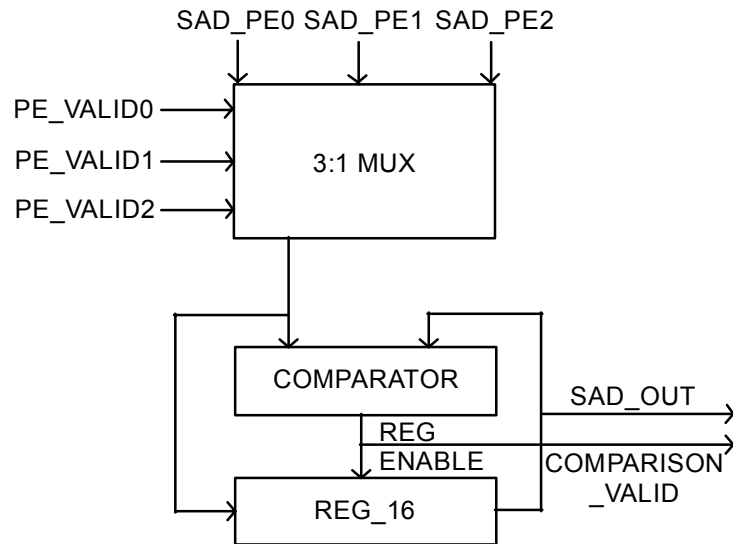 SAD_PE0 SAD_PE1 SAD_PE2
PE_VALID0
PE_VALID1
3:1 MUX
PE_VALID2
COMPARATOR
SAD_OUT
REG
ENABLE
COMPARISON
_VALID
REG_16